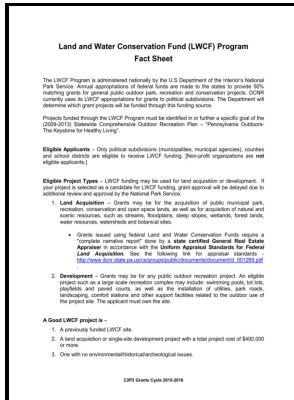 Land and Water Conservation Fund (LWCF) Program
Fact Sheet
The LWCF Program is administered nationally by the U.S Department of the Interior's National
Park Service. Annual appropriations of federal funds are made to the states to provide 50%
matching grants for general public outdoor park, recreation and conservation projects. DCNR
currently uses its LWCF appropriations for grants to political subdivisions. The Department will
determine which grant projects will be funded through this funding source.
Projects funded through the LWCF Program must be identified in or further a specific goal of the
(2009-2013) Statewide Comprehensive Outdoor Recreation Plan – "Pennsylvania Outdoors-
The Keystone for Healthy Living".
Eligible Applicants – Only political subdivisions (municipalities, municipal agencies), counties
and school districts are eligible to receive LWCF funding. [Non-profit organizations are not
eligible applicants.]
Eligible Project Types – LWCF funding may be used for land acquisition or development. If
your project is selected as a candidate for LWCF funding, grant approval will be delayed due to
additional review and approval by the National Park Service.
1. Land Acquisition – Grants may be for the acquisition of public municipal park,
recreation, conservation and open space lands, as well as for acquisition of natural and
scenic resources, such as streams, floodplains, steep slopes, wetlands, forest lands,
water resources, watersheds and botanical sites.
• Grants issued using federal Land and Water Conservation Funds require a
"complete narrative report" done by a state certified General Real Estate
Appraiser in accordance with the Uniform Appraisal Standards for Federal
Land Acquisition. See the following link for appraisal standards -
http://www.dcnr.state.pa.us/cs/groups/public/documents/document/d_001269.pdf
2. Development – Grants may be for any public outdoor recreation project. An eligible
project such as a large scale recreation complex may include: swimming pools, tot lots,
playfields and paved courts, as well as the installation of utilities, park roads,
landscaping, comfort stations and other support facilities related to the outdoor use of
the project site. The applicant must own the site.
A Good LWCF project is –
1. A previously funded LWCF site.
2. A land acquisition or single-site development project with a total project cost of $400,000
or more.
3. One with no environmental/historical/archeological issues.
C2P2 Grants Cycle 2015-2016